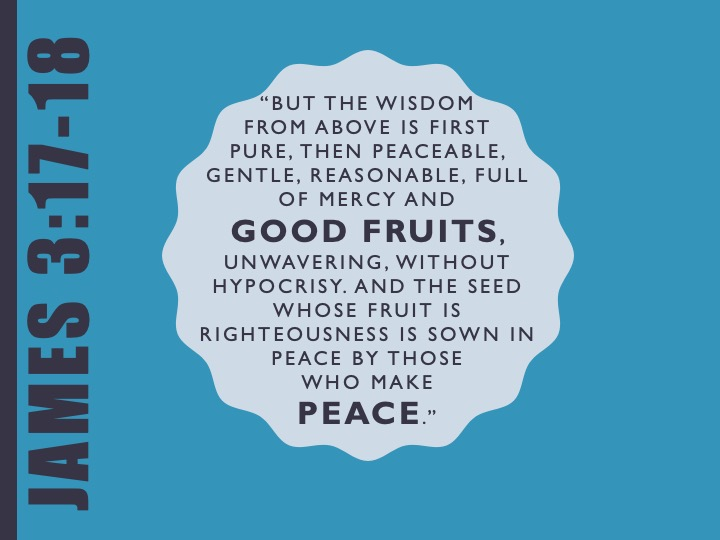 JAMES 3:17-18
“BUT THE WISDOM
FROM ABOVE IS FIRST
PURE, THEN PEACEABLE,
GENTLE, REASONABLE, FULL
OF MERCY AND
GOOD FRUITS,
UNWAVERING, WITHOUT
HYPOCRISY. AND THE SEED
WHOSE FRUIT IS
RIGHTEOUSNESS IS SOWN IN
PEACE BY THOSE
WHO MAKE
PEACE.”